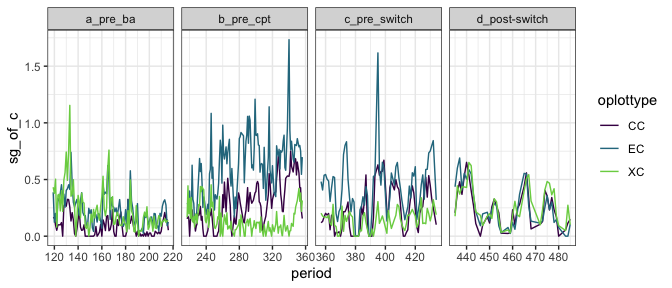 a_pre_ba b_pre_cpt c_pre_switch d_post-switch
1.5
1.0
0.5
0.0
sg_of_c
120 140 160 180 200 220 240 280 320 360 360 380 400 420 440 450 460 470 480
period
oplottype
CC
EC
XC